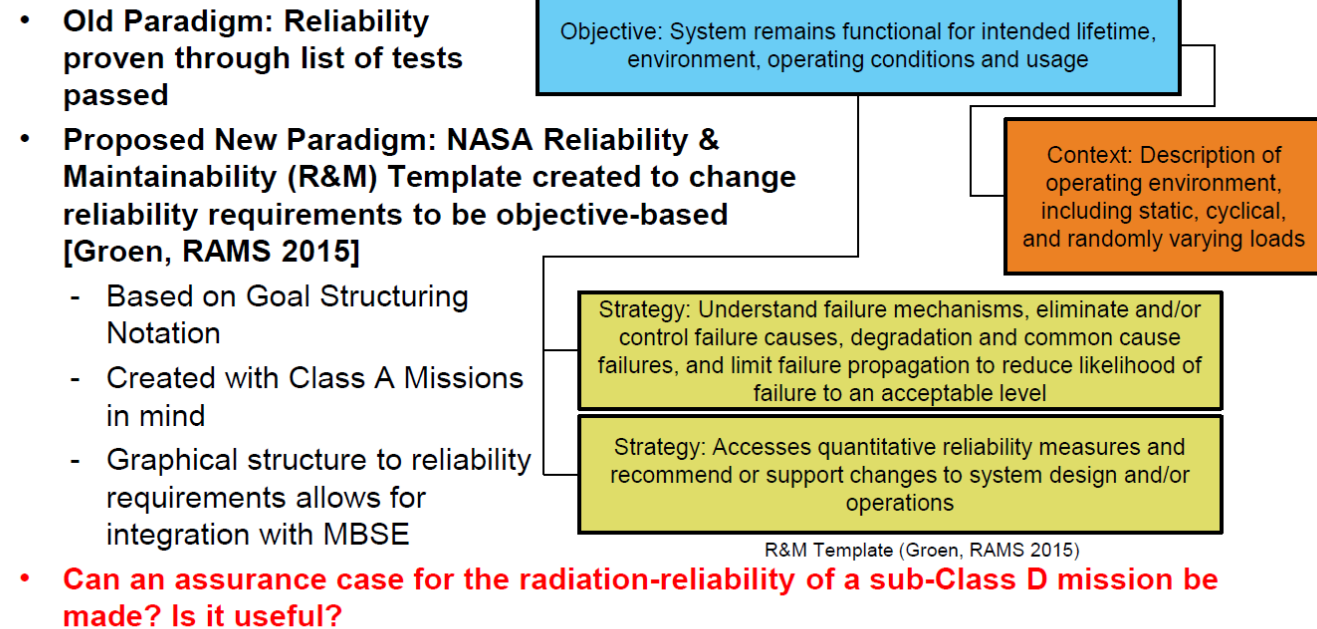 • Old Paradigm: Reliability
proven through list of tests
passed
• Proposed New Paradigm: NASA Reliability &
Maintainability (R&M) Template created to change
reliability requirements to be objective-based
[Groen, RAMS 2015]
- Based on Goal Structuring
Notation
- Created with Class A Missions
in mind
- Graphical structure to reliability
requirements allows for
integration with MBSE
Objective: System remains functional for intended lifetime,
environment, operating conditions and usage
Context: Description of
operating environment,
including static, cyclical,
and randomly varying loads
Strategy: Understand failure mechanisms, eliminate and/or
control failure causes, degradation and common cause
failures, and limit failure propagation to reduce likelihood of
failure to an acceptable level
Strategy: Accesses quantitative reliability measures and
recommend or support changes to system design and/or
operations
R&M Template (Groen, RAMS 2015)
• Can an assurance case for the radiation-reliability of a sub-Class D mission be
made? Is it useful?